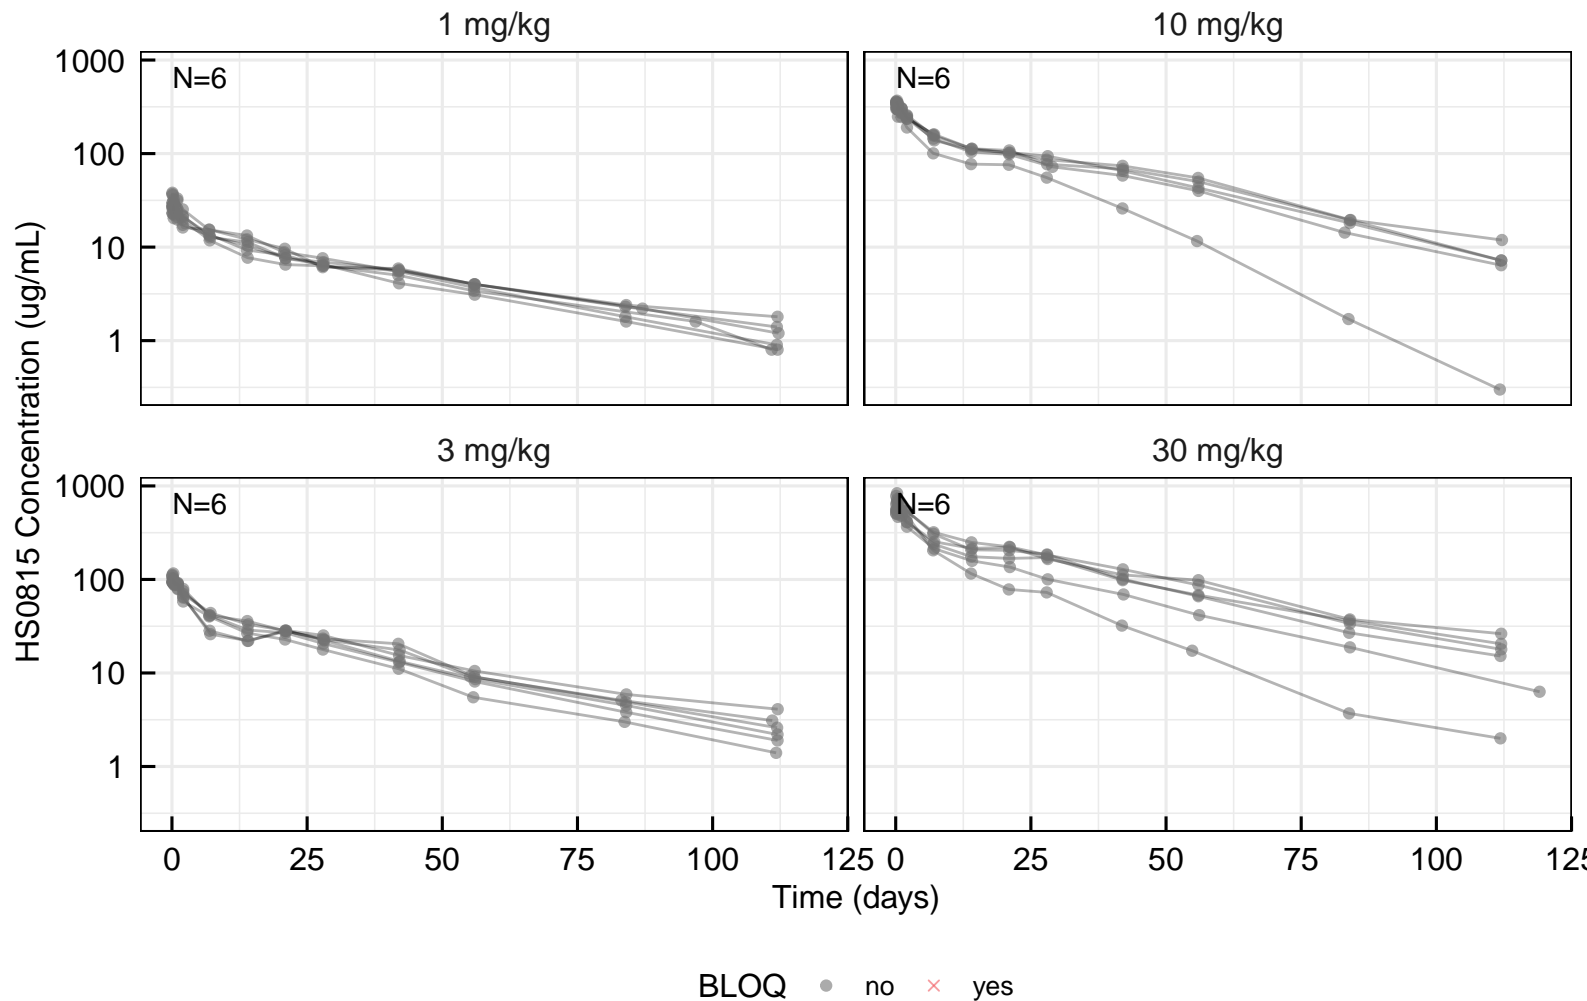 1 mg/kg
10 mg/kg
1000
100
10
1
N=6
N=6
3 mg/kg
30 mg/kg
1000
100
10
1
N=6
N=6
0 25 50 75 100 125
0 25 50 75 100 125
HS0815 Concentration (ug/mL)
Time (days)
BLOQ no yes